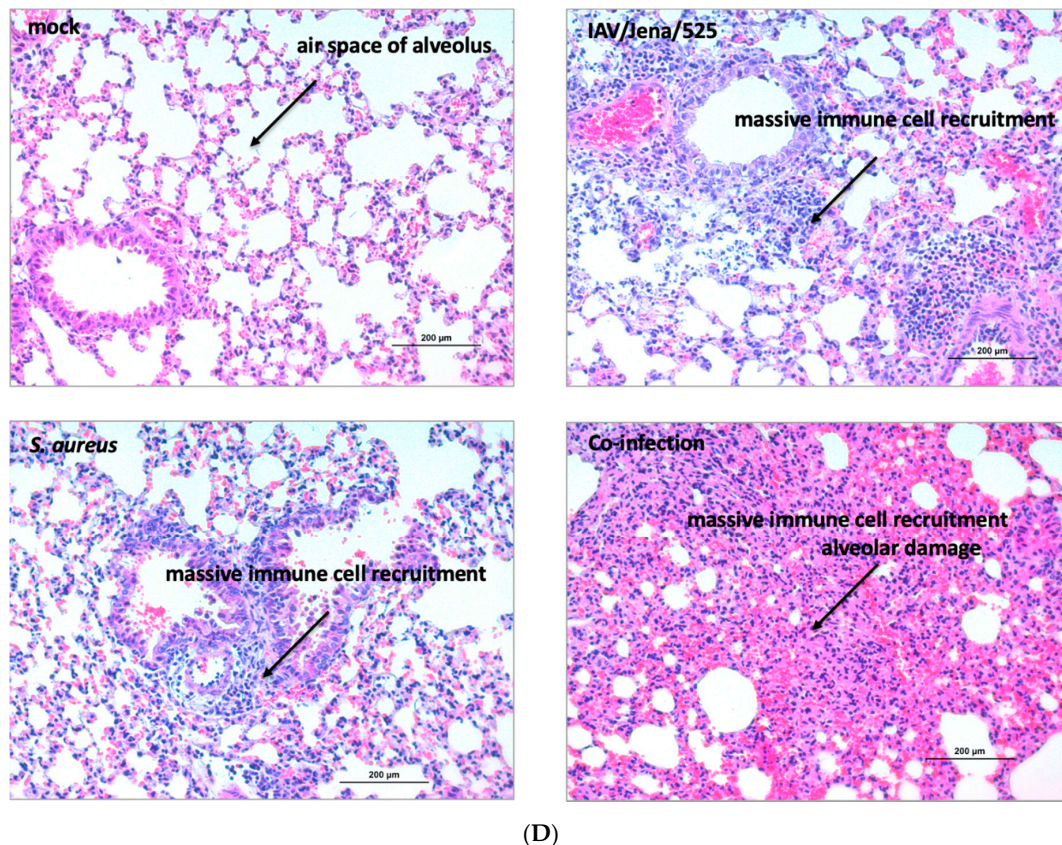 mock
air space of alveolus
200 µm
IAV/Jena/525
massive immune cell recruitment
200 µm
S. aureus
massive immune cell recruitment
200 µm
Co-infection
massive immune cell recruitment
alveolar damage
200 µm
(D)